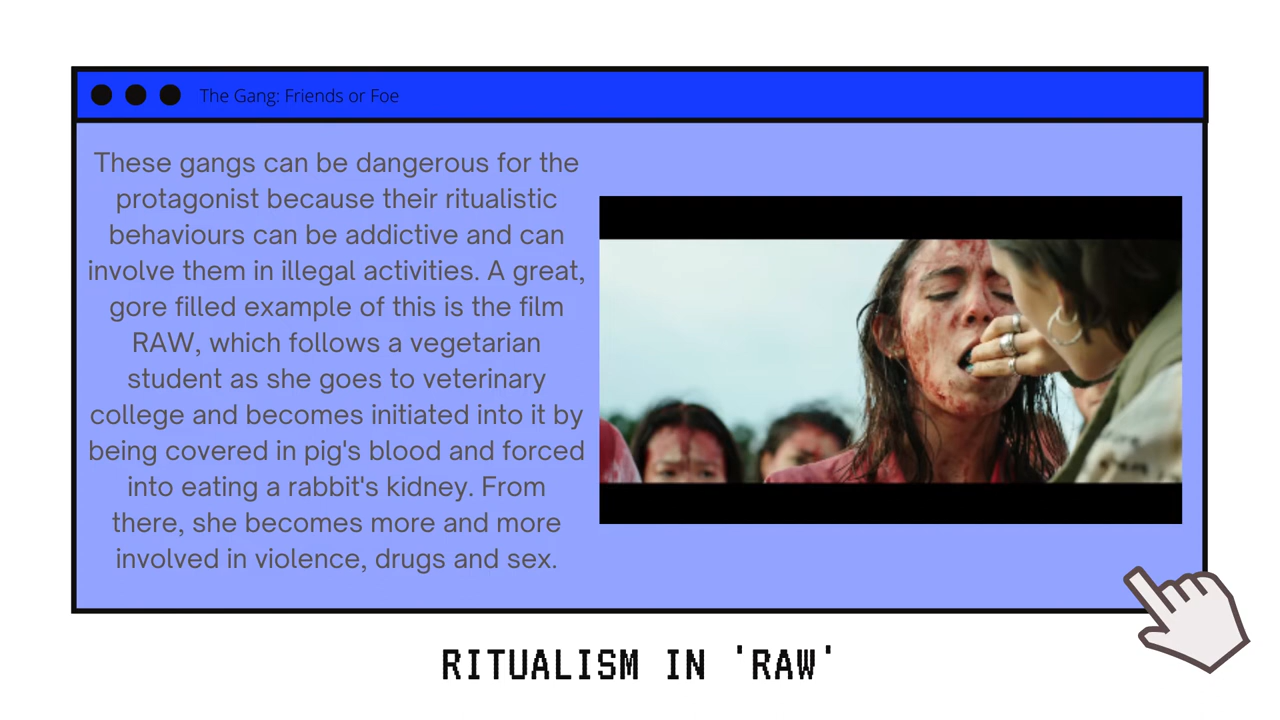 The Gang: Friends or Foe
These gangs can be dangerous for the
protagonist because their ritualistic
behaviours can be addictive and can
involve them in illegal activities. A great,
gore filled example of this is the film
RAW, which follows a vegetarian
student as she goes to veterinary
college and becomes initiated into it by
being covered in pig's blood and forced
into eating a rabbit's kidney. From
there, she becomes more and more
involved in violence, drugs and sex.
RITUALISM IN 'RAW'